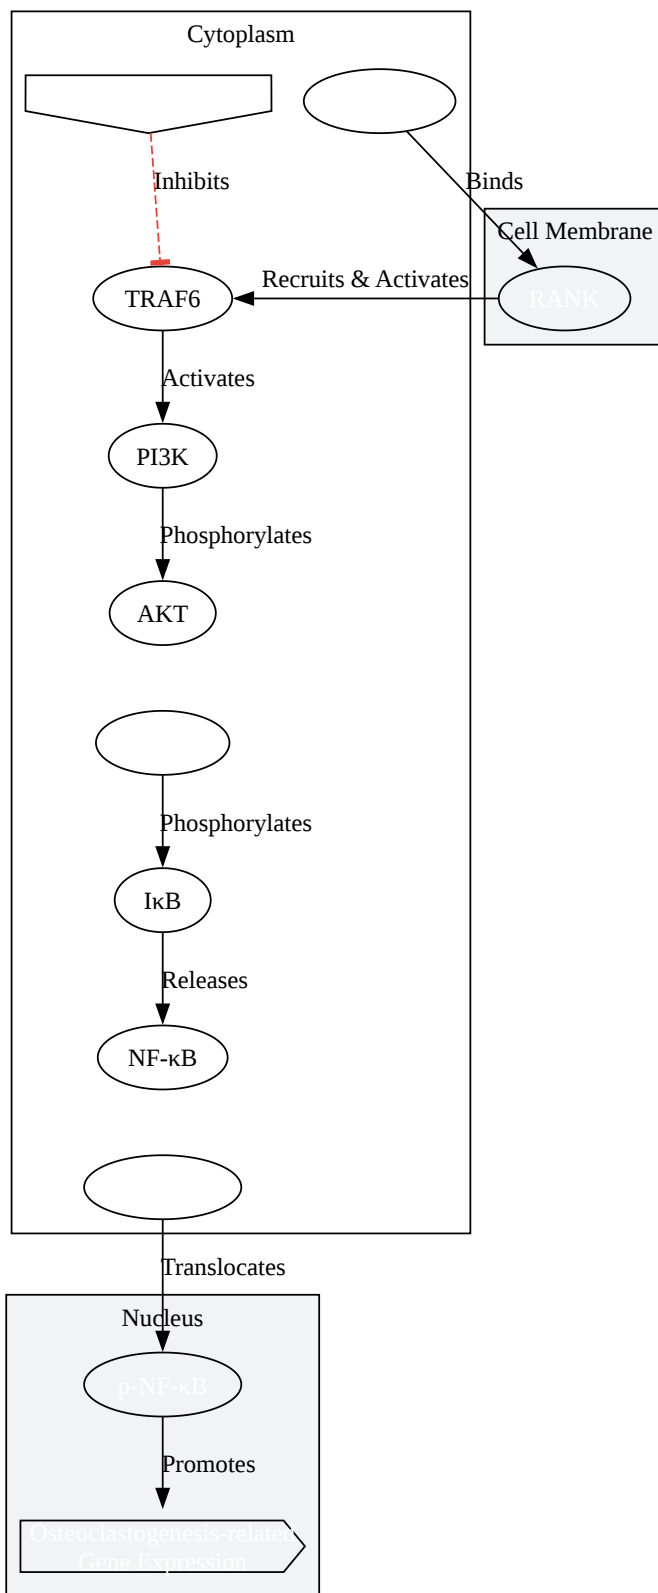 Cytoplasm
Inhibits
Binds
Cell Membrane
Recruits & Activates
TRAF6
RANK
Activates
PI3K
Phosphorylates
AKT
Phosphorylates
IκB
Releases
NF-κB
Translocates
Nucleus
p-NF-κB
Promotes
Osteoclastogenesis-related
Gene Expression